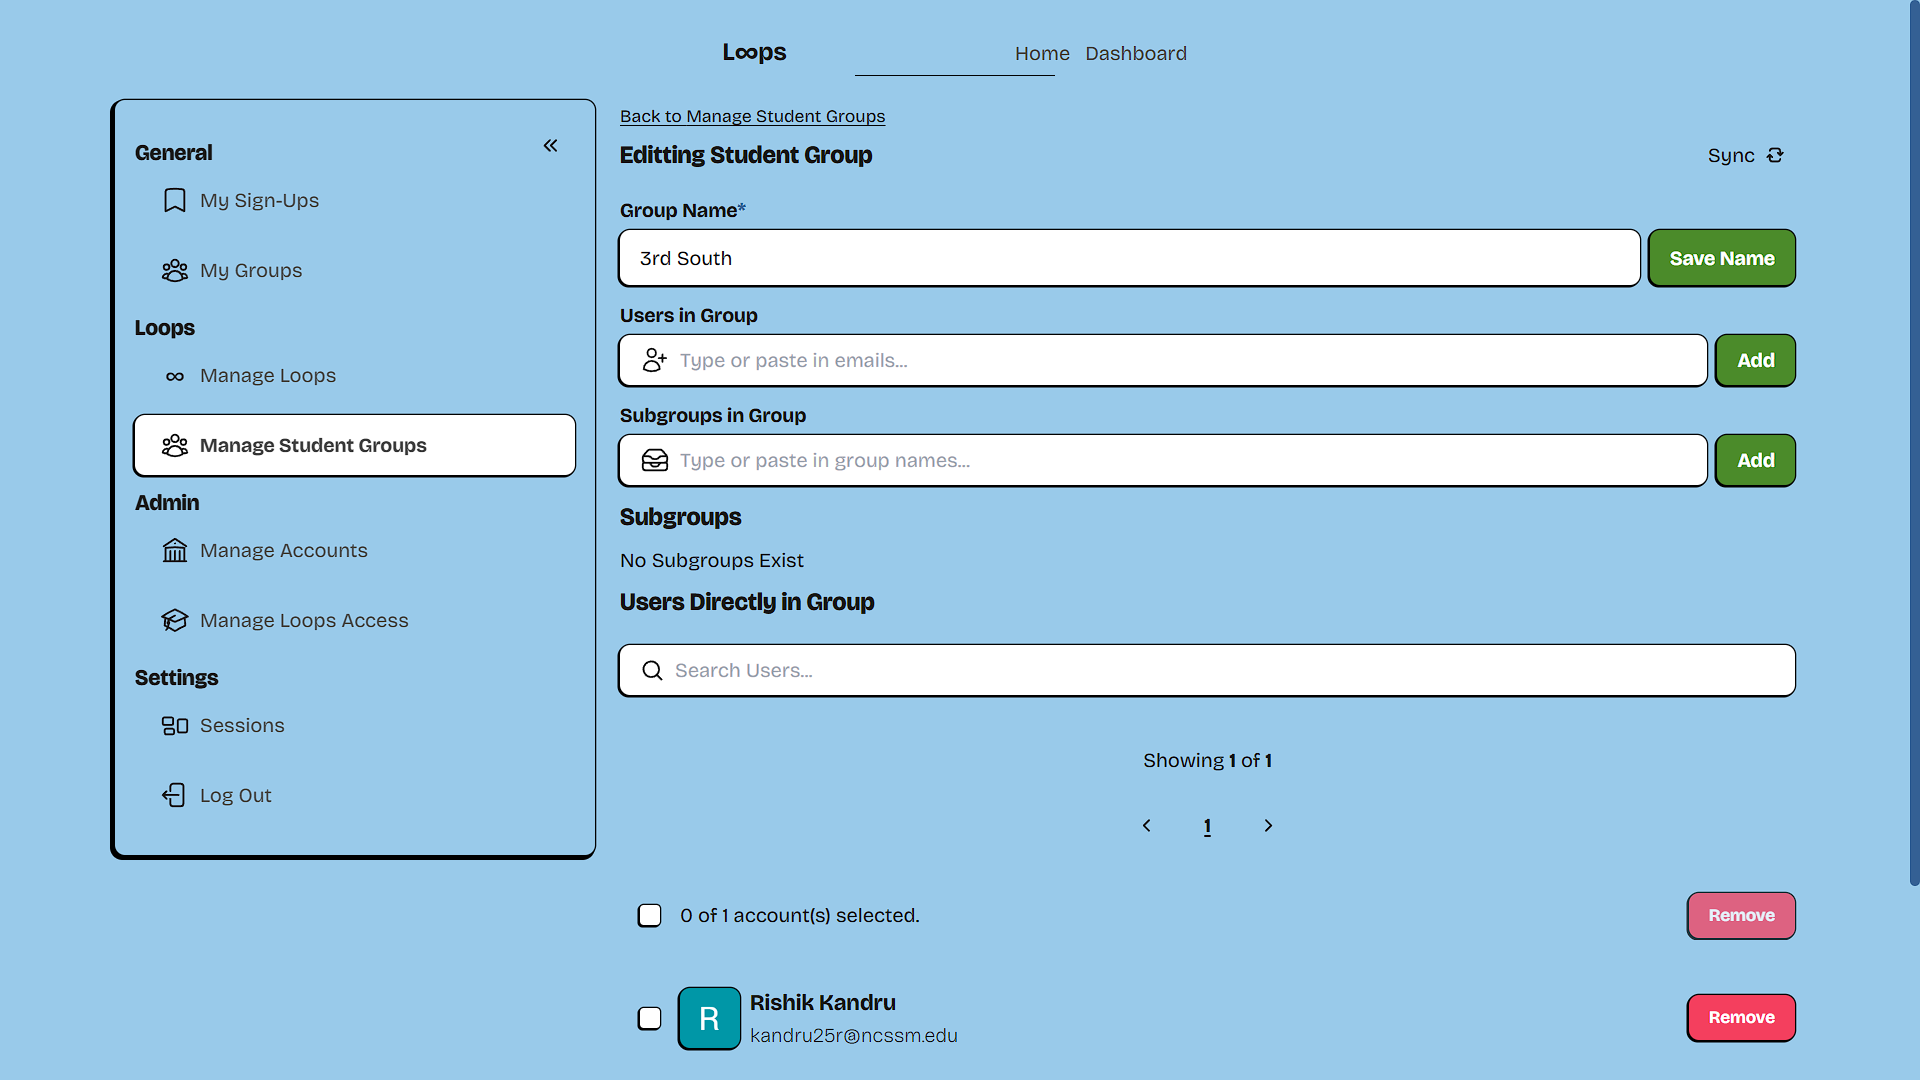 Loops
Home
Dashboard
General
My Sign-Ups
My Groups
Loops
Manage Loops
Manage Student Groups
Admin
Manage Accounts
Manage Loops Access
Settings
Sessions
Log Out
Back to Manage Student Groups
Editting Student Group
Sync
Group Name*
3rd South
Save Name
Users in Group
Type or paste in emails...
Add
Subgroups in Group
Type or paste in group names...
Add
Subgroups
No Subgroups Exist
Users Directly in Group
Search Users...
Showing 1 of 1
1
0 of 1 account(s) selected.
Remove
R
Rishik Kandru
kandru25r@ncssm.edu
Remove